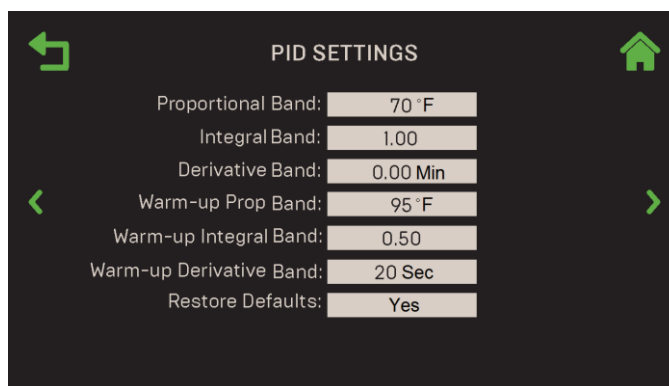 PID SETTINGS
Proportional Band: 70 °F
Integral Band: 1.00
Derivative Band: 0.00 Min
Warm-up Prop Band: 95 °F
Warm-up Integral Band: 0.50
Warm-up Derivative Band: 20 Sec
Restore Defaults: Yes